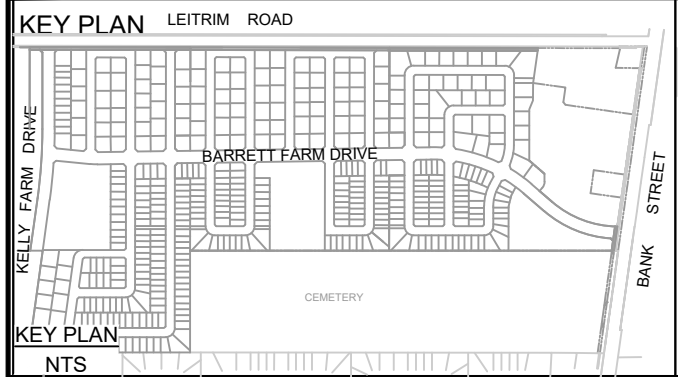 KEY PLAN
LEITRIM ROAD
KELLY FARM DRIVE
BARRETT FARM DRIVE
BANK STREET
CEMETERY
KEY PLAN
NTS